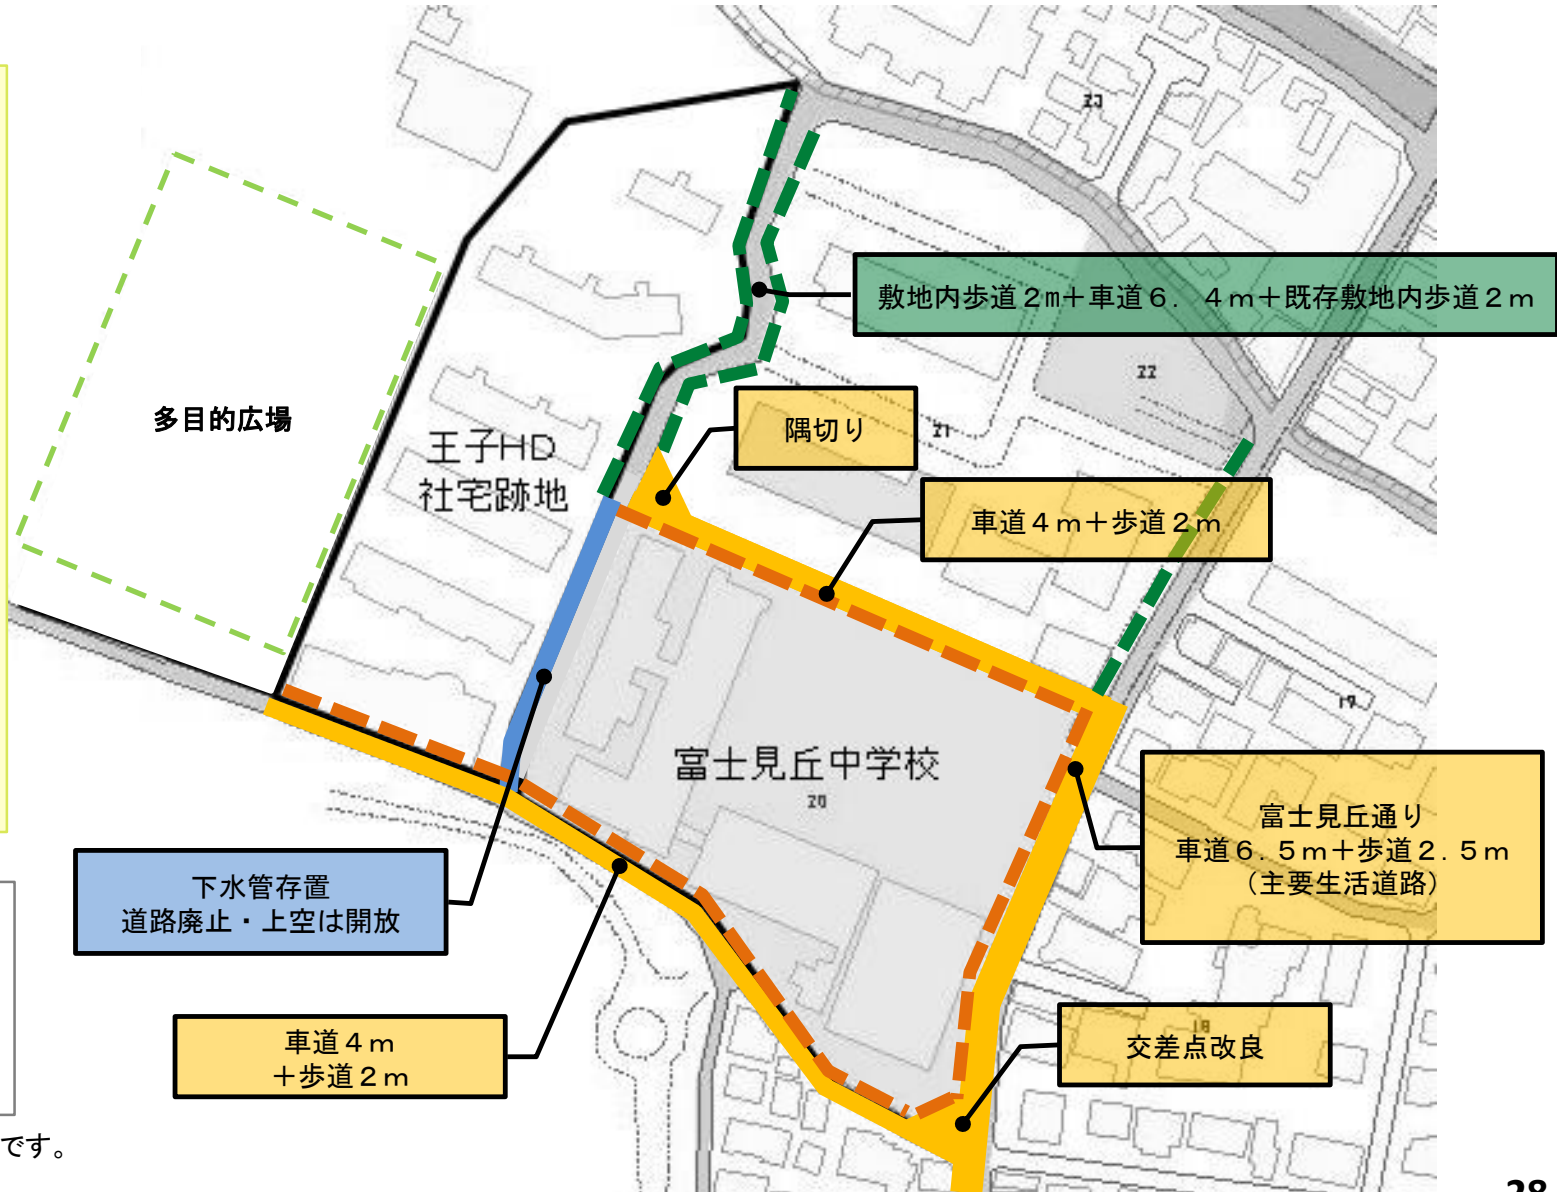 23
敷地内歩道2m+車道6.4m+既存敷地内歩道2m
22
多目的広場
隅切り
21
王子HD
社宅跡地
車道4m+歩道2m
19
富士見丘中学校
20
富士見丘通り
車道6.5m+歩道2.5m
(主要生活道路)
下水管存置
道路廃止・上空は開放
車道4m
+歩道2m
18
交差点改良
です。
28